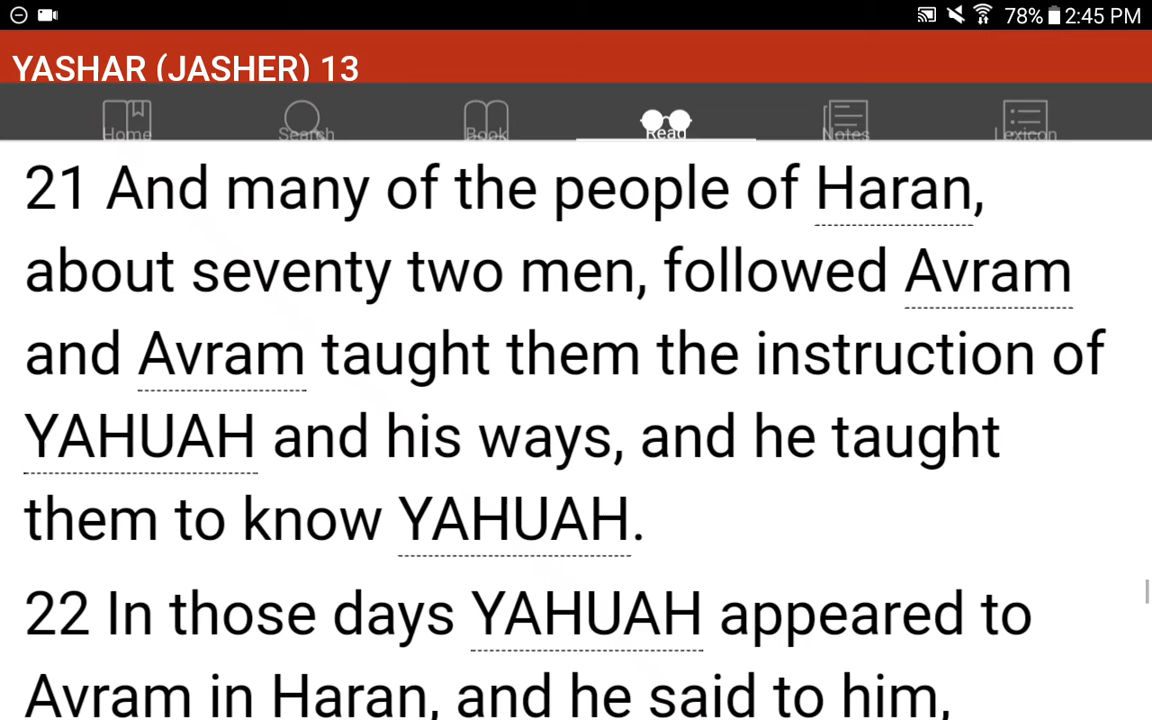 78% 2:45 PM
YASHAR (JASHER) 13
Home Search Book Read Notes Lexicon
21 And many of the people of Haran,
about seventy two men, followed Avram
and Avram taught them the instruction of
YAHUAH and his ways, and he taught
them to know YAHUAH.
22 In those days YAHUAH appeared to
Avram in Haran, and he said to him,